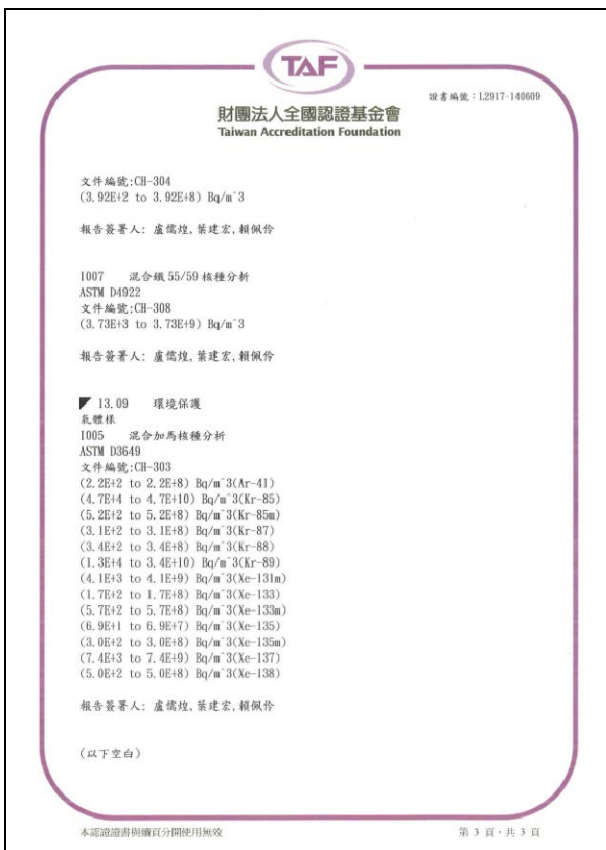 TAF
證書編號：L2917-140609
財團法人全國認證基金會
Taiwan Accreditation Foundation
文件編號:CH-304
(3.92E+2 to 3.92E+8) Bq/m^3
報告簽署人: 盧儒煌,葉建宏,賴佩伶
I007 混合鐵55/59核種分析
ASTM D4922
文件編號:CH-308
(3.73E+3 to 3.73E+9) Bq/m^3
報告簽署人: 盧儒煌,葉建宏,賴佩伶
13.09 環境保護
氣體樣
I005 混合加馬核種分析
ASTM D3649
文件編號:CH-303
(2.2E+2 to 2.2E+8) Bq/m^3(Ar-41)
(4.7E+4 to 4.7E+10) Bq/m^3(Kr-85)
(5.2E+2 to 5.2E+8) Bq/m^3(Kr-85m)
(3.1E+2 to 3.1E+8) Bq/m^3(Kr-87)
(3.4E+2 to 3.4E+8) Bq/m^3(Kr-88)
(1.3E+4 to 3.4E+10) Bq/m^3(Kr-89)
(4.1E+3 to 4.1E+9) Bq/m^3(Xe-131m)
(1.7E+2 to 1.7E+8) Bq/m^3(Xe-133)
(5.7E+2 to 5.7E+8) Bq/m^3(Xe-133m)
(6.9E+1 to 6.9E+7) Bq/m^3(Xe-135)
(3.0E+2 to 3.0E+8) Bq/m^3(Xe-135m)
(7.4E+3 to 7.4E+9) Bq/m^3(Xe-137)
(5.0E+2 to 5.0E+8) Bq/m^3(Xe-138)
報告簽署人: 盧儒煌,葉建宏,賴佩伶
(以下空白)
本認證證書與續頁分開使用無效
第 3 頁，共 3 頁